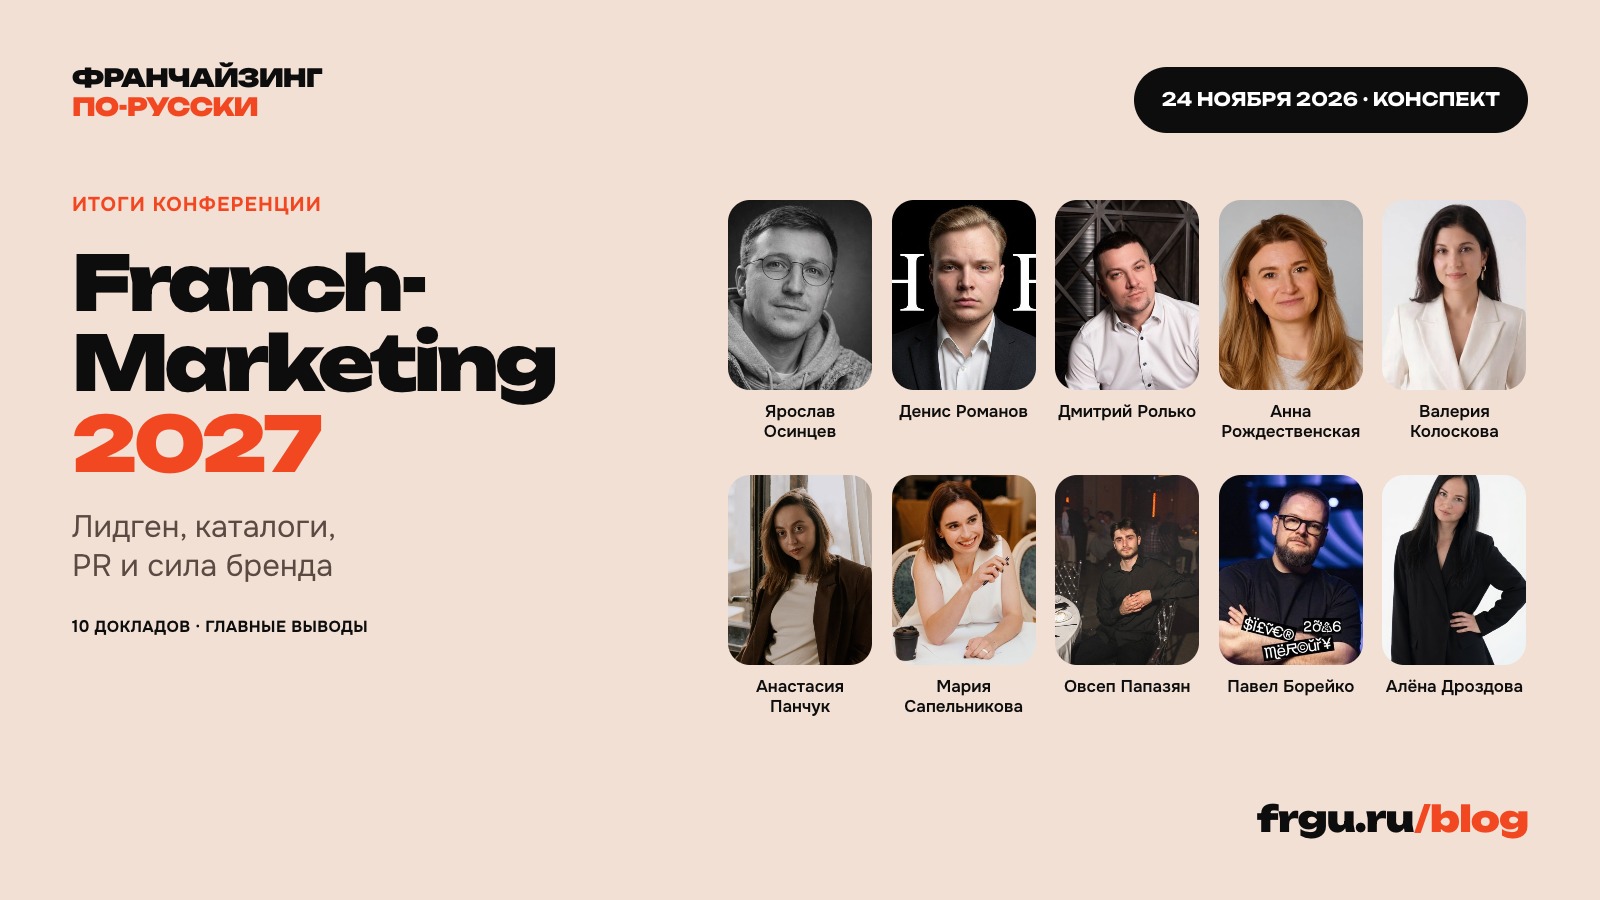 ФРАНЧАЙЗИНГ
ПО-РУССКИ
24 НОЯБРЯ 2026 · КОНСПЕКТ
ИТОГИ КОНФЕРЕНЦИИ
Franch-
Marketing
2027
Лидген, каталоги,
PR и сила бренда
10 ДОКЛАДОВ · ГЛАВНЫЕ ВЫВОДЫ
Ярослав
Осинцев
Денис Романов
Дмитрий Ролько
Анна
Рождественская
Валерия
Колоскова
Анастасия
Панчук
Мария
Сапельникова
Овсеп Папазян
Павел Борейко
Алёна Дроздова
frgu.ru/blog